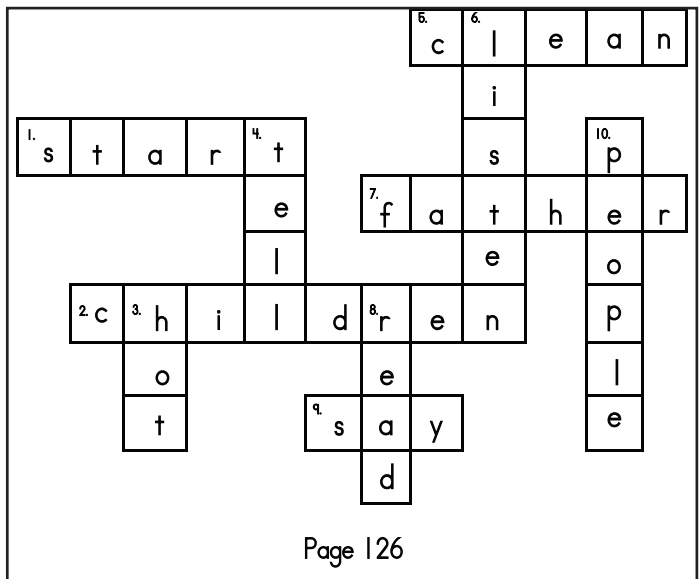 5. c 6. l e a n
i
1. s t a r 4. t s 10. p
e 7. f a t h e r
l e o
2. c 3. h i l d 8. r e n p
o e l
t 9. s a y e
d
Page 126